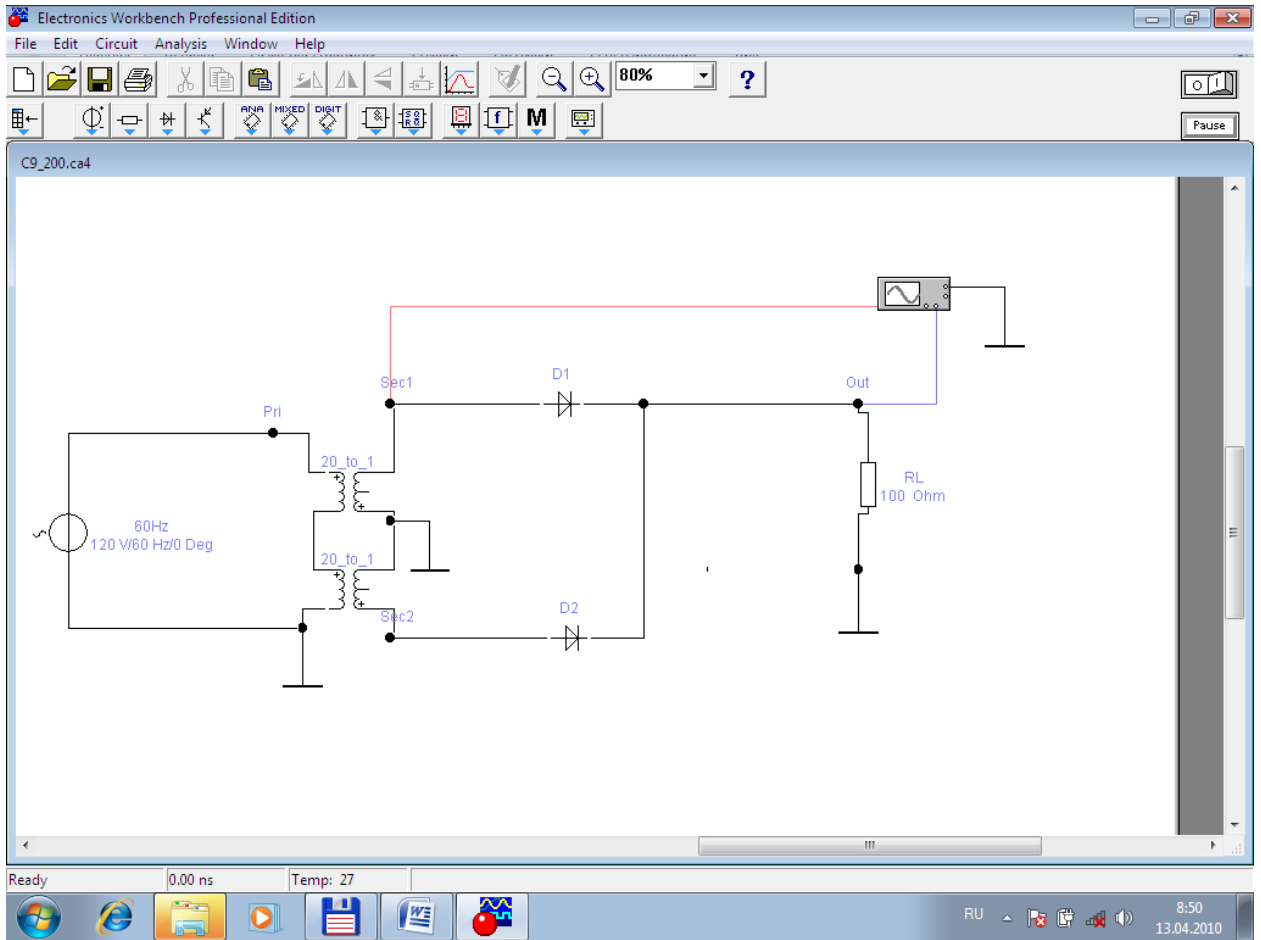 Electronics Workbench Professional Edition
File Edit Circuit Analysis Window Help
80%
?
ANA MIXED DIGIT
&
f M
Pause
C9_200.ca4
D1
Sec1
Out
Pri
20_to_1
RL
100 Ohm
60Hz
120 V/60 Hz/0 Deg
20_to_1
D2
Sec2
Ready 0.00 ns Temp: 27
RU
8:50
13.04.2010